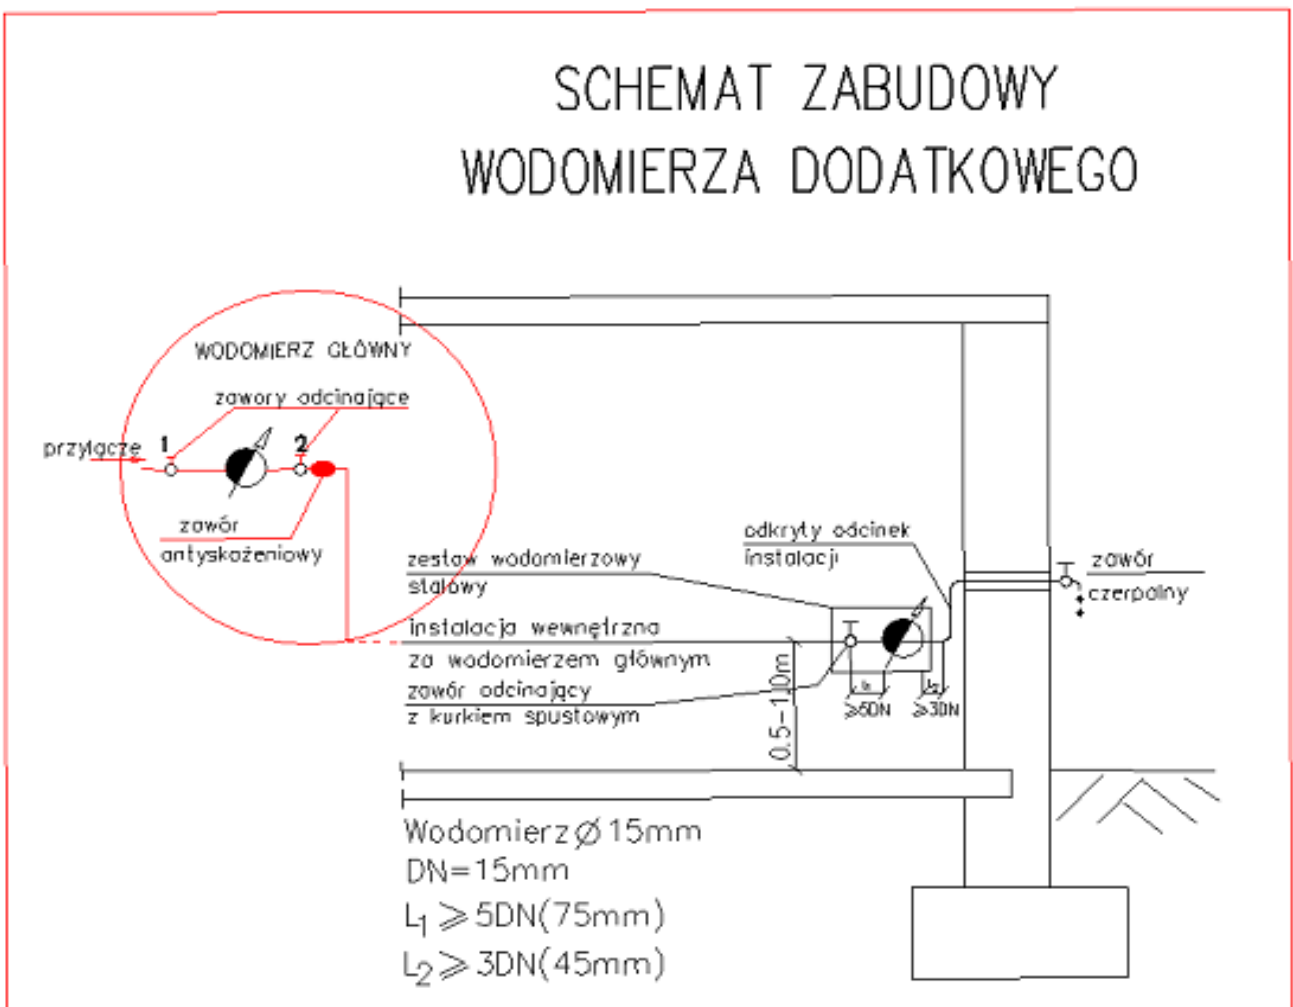 SCHEMAT ZABUDOWY
WODOMIERZA DODATKOWEGO
WODOMIERZ GŁÓWNY
zawory odcinające
przyłącze
1
2
zawór
antyskażeniowy
zestaw wodomierzowy
stalowy
instalacja wewnętrzna
za wodomierzem głównym
zawór odcinający
z kurkiem spustowym
odkryty odcinek
instalacji
zawór
czerpalny
0.5-1.0m
l₁
≥5DN
l₂
≥3DN
Wodomierz Ø 15mm
DN=15mm
L₁ ≥ 5DN(75mm)
L₂ ≥ 3DN(45mm)